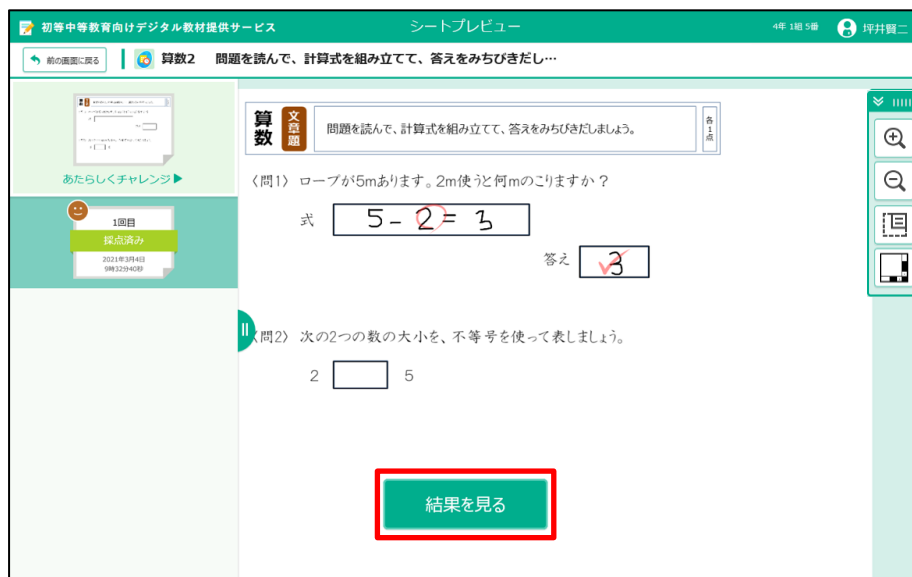 初等中等教育向けデジタル教材提供サービス
シートプレビュー
4年 1組 5番
坪井賢二
前の画面に戻る
算数2 問題を読んで、計算式を組み立てて、答えをみちびきだし…
あたらしくチャレンジ▶
1回目
採点済み
2021年3月4日
9時32分40秒
算数
文章題
問題を読んで、計算式を組み立てて、答えをみちびきだしましょう。
各1点
〈問1〉 ロープが5mあります。2m使うと何mのこりますか？
式 5-2=3
答え 3
〈問2〉 次の2つの数の大小を、不等号を使って表しましょう。
2 5
結果を見る